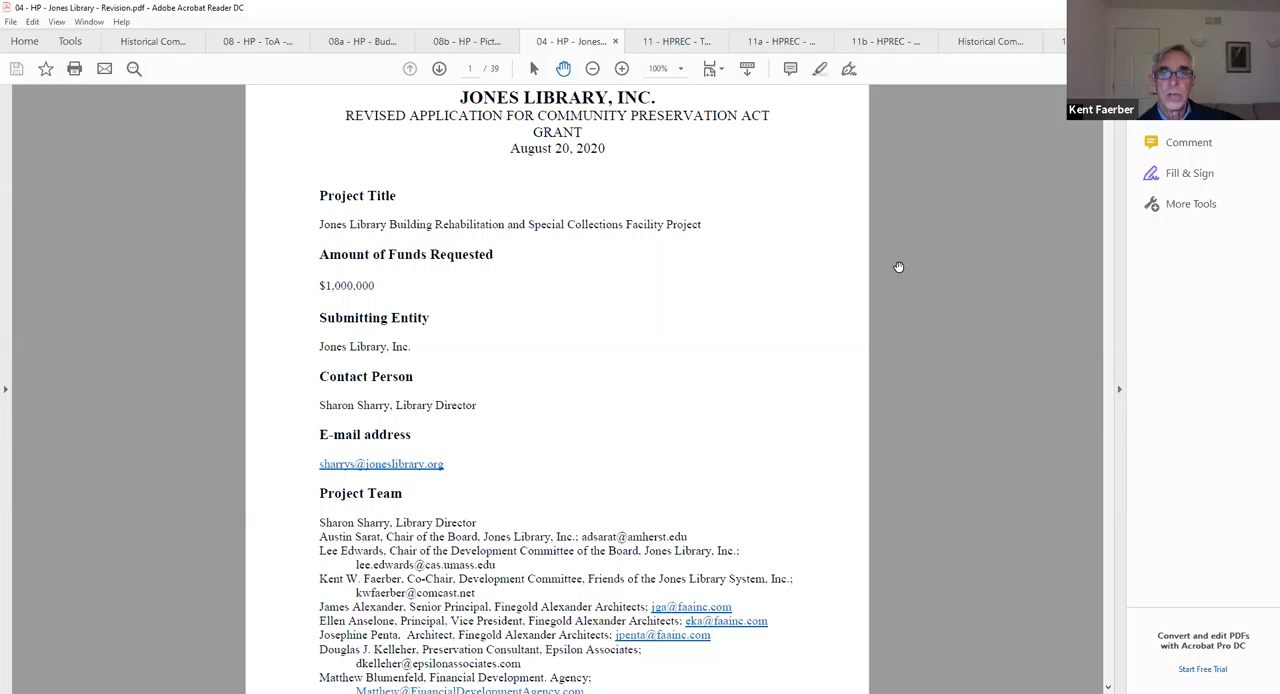 04 - HP - Jones Library - Revision.pdf - Adobe Acrobat Reader DC
File Edit View Window Help
Home Tools Historical Com... 08 - HP - ToA -... 08a - HP - Bud... 08b - HP - Pict... 04 - HP - Jones... × 11 - HPREC - T... 11a - HPREC - ... 11b - HPREC - ... Historical Com...
1 / 39 100%
Kent Faerber
Comment
Fill & Sign
More Tools
JONES LIBRARY, INC.
REVISED APPLICATION FOR COMMUNITY PRESERVATION ACT
GRANT
August 20, 2020
Project Title
Jones Library Building Rehabilitation and Special Collections Facility Project
Amount of Funds Requested
$1,000,000
Submitting Entity
Jones Library, Inc.
Contact Person
Sharon Sharry, Library Director
E-mail address
sharrys@joneslibrary.org
Project Team
Sharon Sharry, Library Director
Austin Sarat, Chair of the Board, Jones Library, Inc.; adsarat@amherst.edu
Lee Edwards, Chair of the Development Committee of the Board, Jones Library, Inc.;
lee.edwards@cas.umass.edu
Kent W. Faerber, Co-Chair, Development Committee, Friends of the Jones Library System, Inc.;
kwfaerber@comcast.net
James Alexander, Senior Principal, Finegold Alexander Architects; jga@faainc.com
Ellen Anselone, Principal, Vice President, Finegold Alexander Architects; eka@faainc.com
Josephine Penta, Architect, Finegold Alexander Architects; jpenta@faainc.com
Douglas J. Kelleher, Preservation Consultant, Epsilon Associates;
dkelleher@epsilonassociates.com
Matthew Blumenfeld, Financial Development. Agency;
Matthew@FinancialDevelopmentAgency.com
Convert and edit PDFs
with Acrobat Pro DC
Start Free Trial